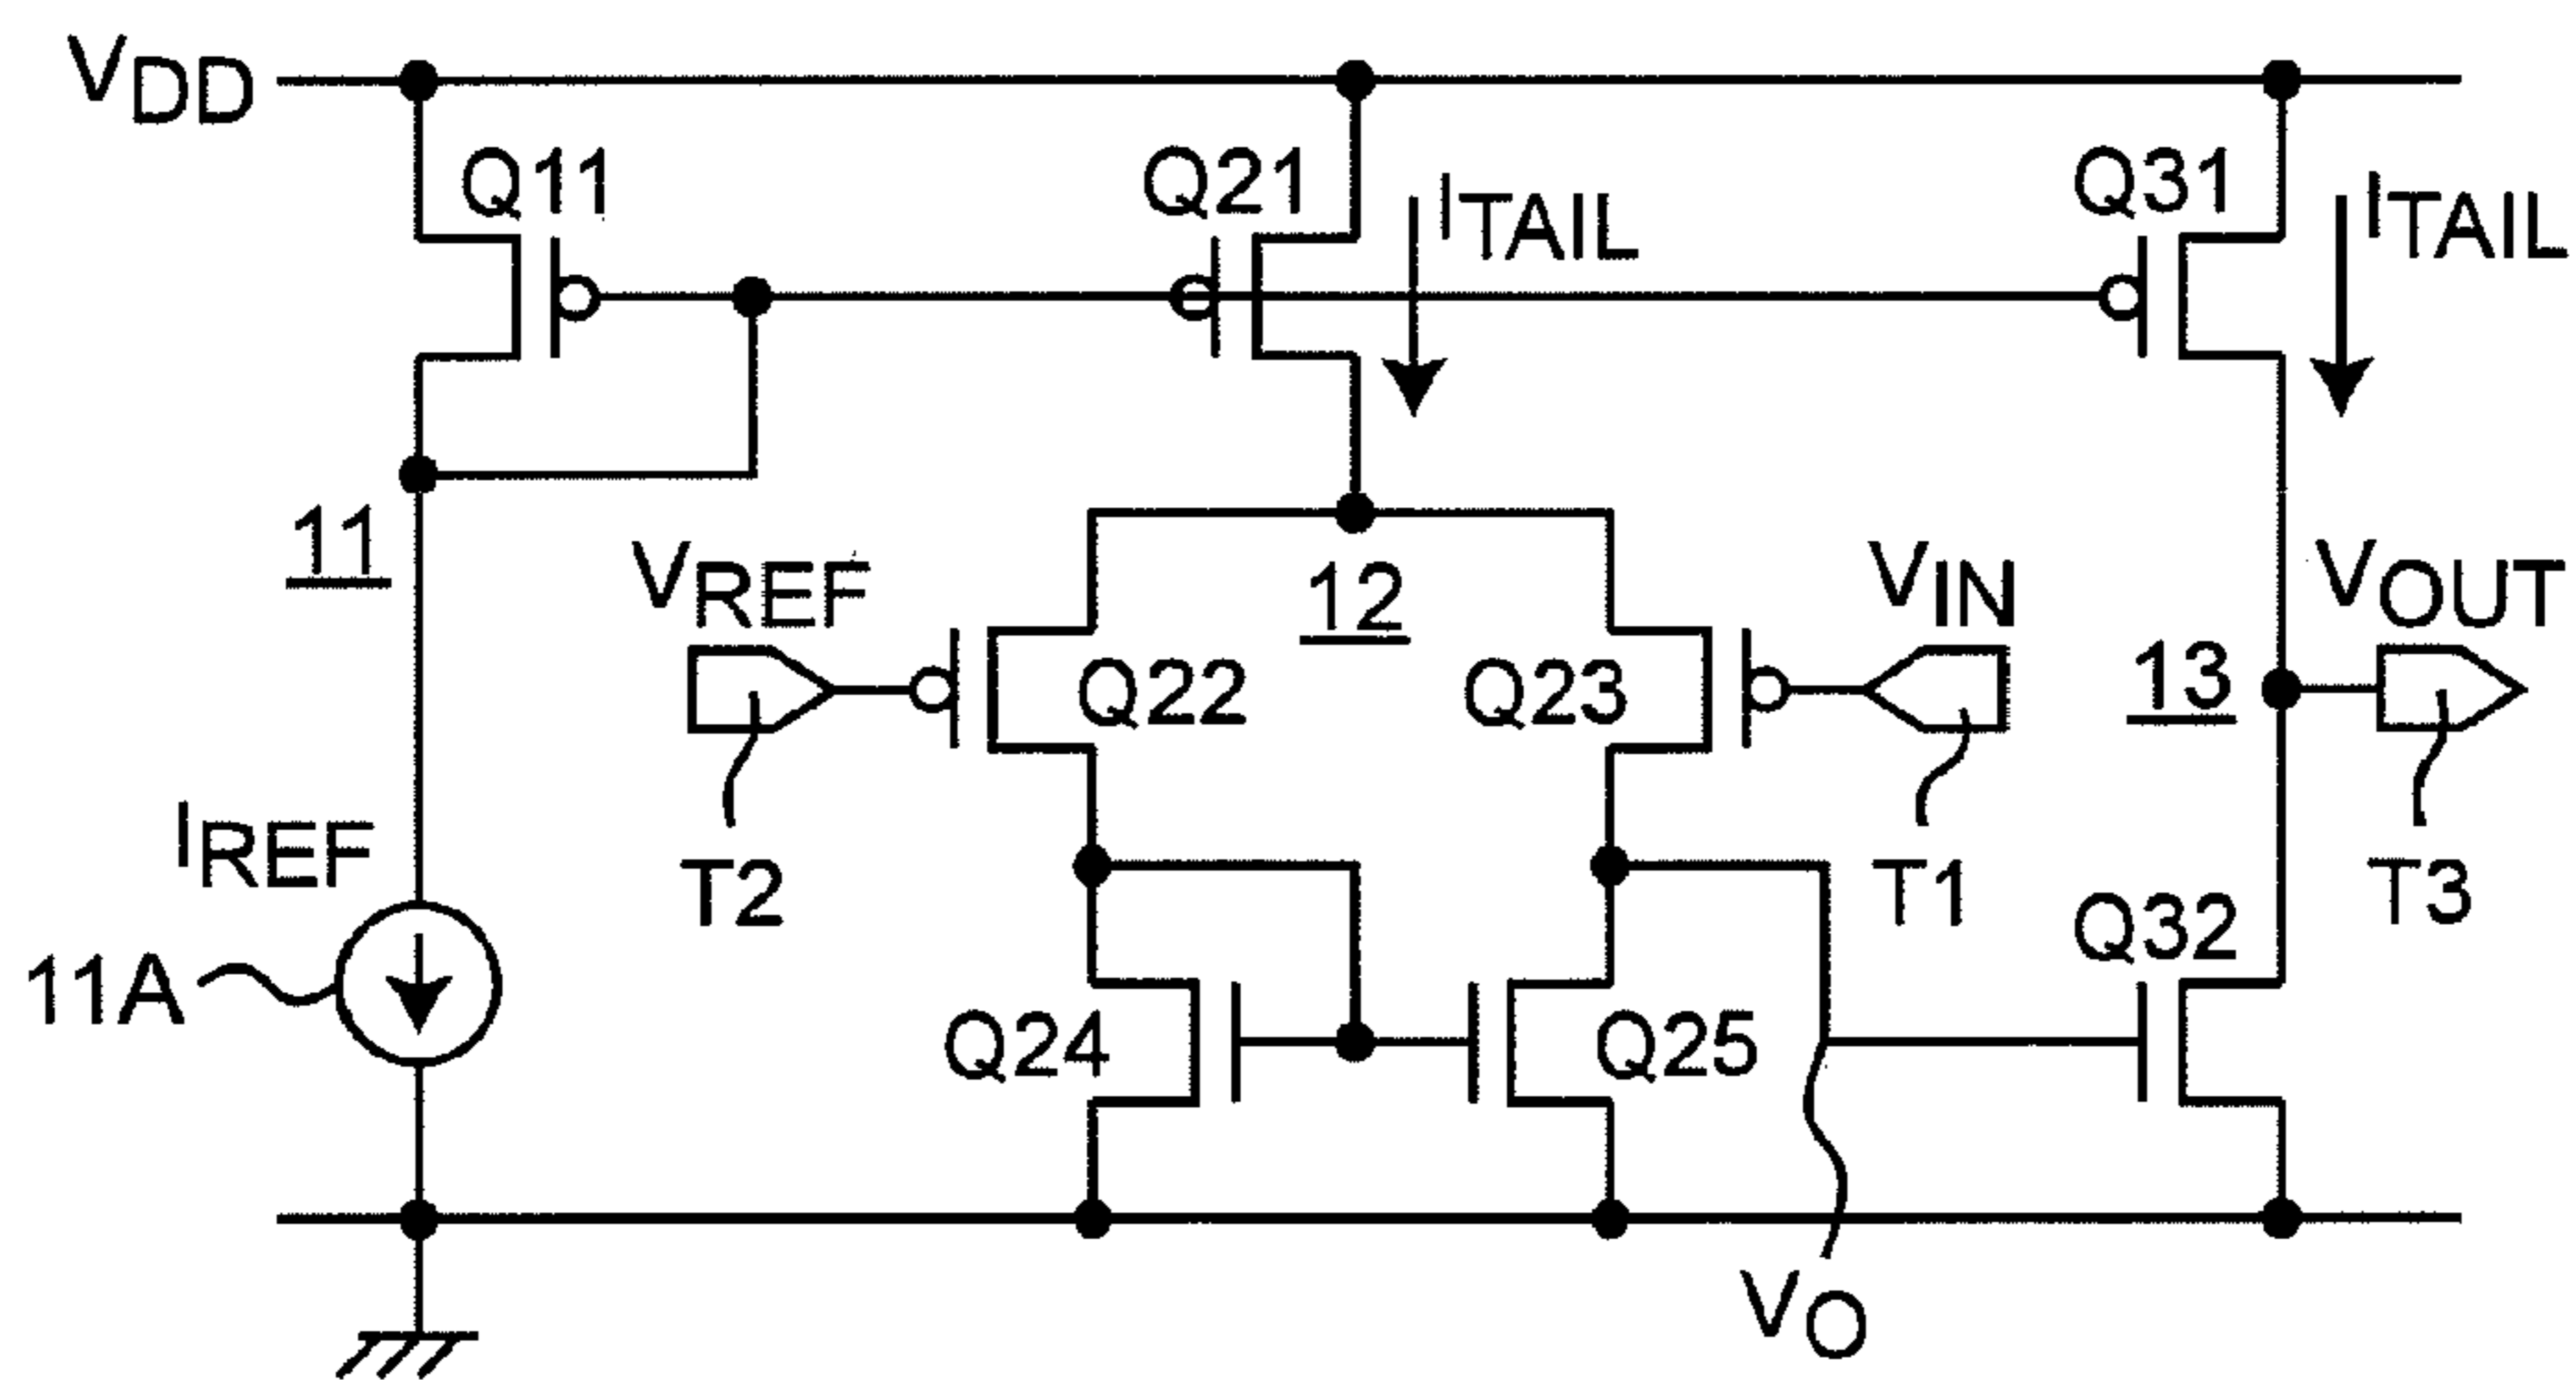 VDD
Q11
Q21
ITAIL
Q31
ITAIL
11
VREF
12
VIN
VOUT
Q22
Q23
13
IREF
T2
T1
T3
11A
Q24
Q25
Q32
VO